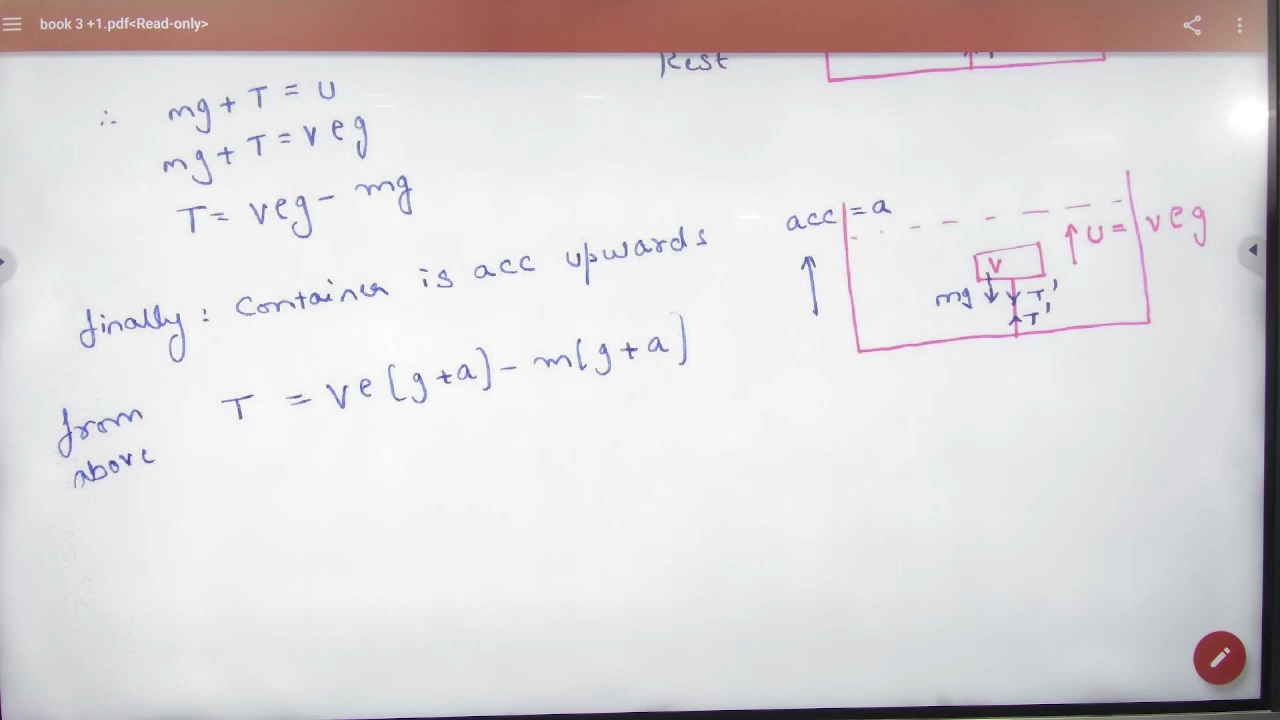 book 3 +1.pdf<Read-only>
Rest
∴ mg + T = U
mg + T = veg
T = veg - mg
finally : Container is acc upwards
from above T = ve[g+a] - m[g+a]
acc = a
U = veg
V
mg
T'
T'